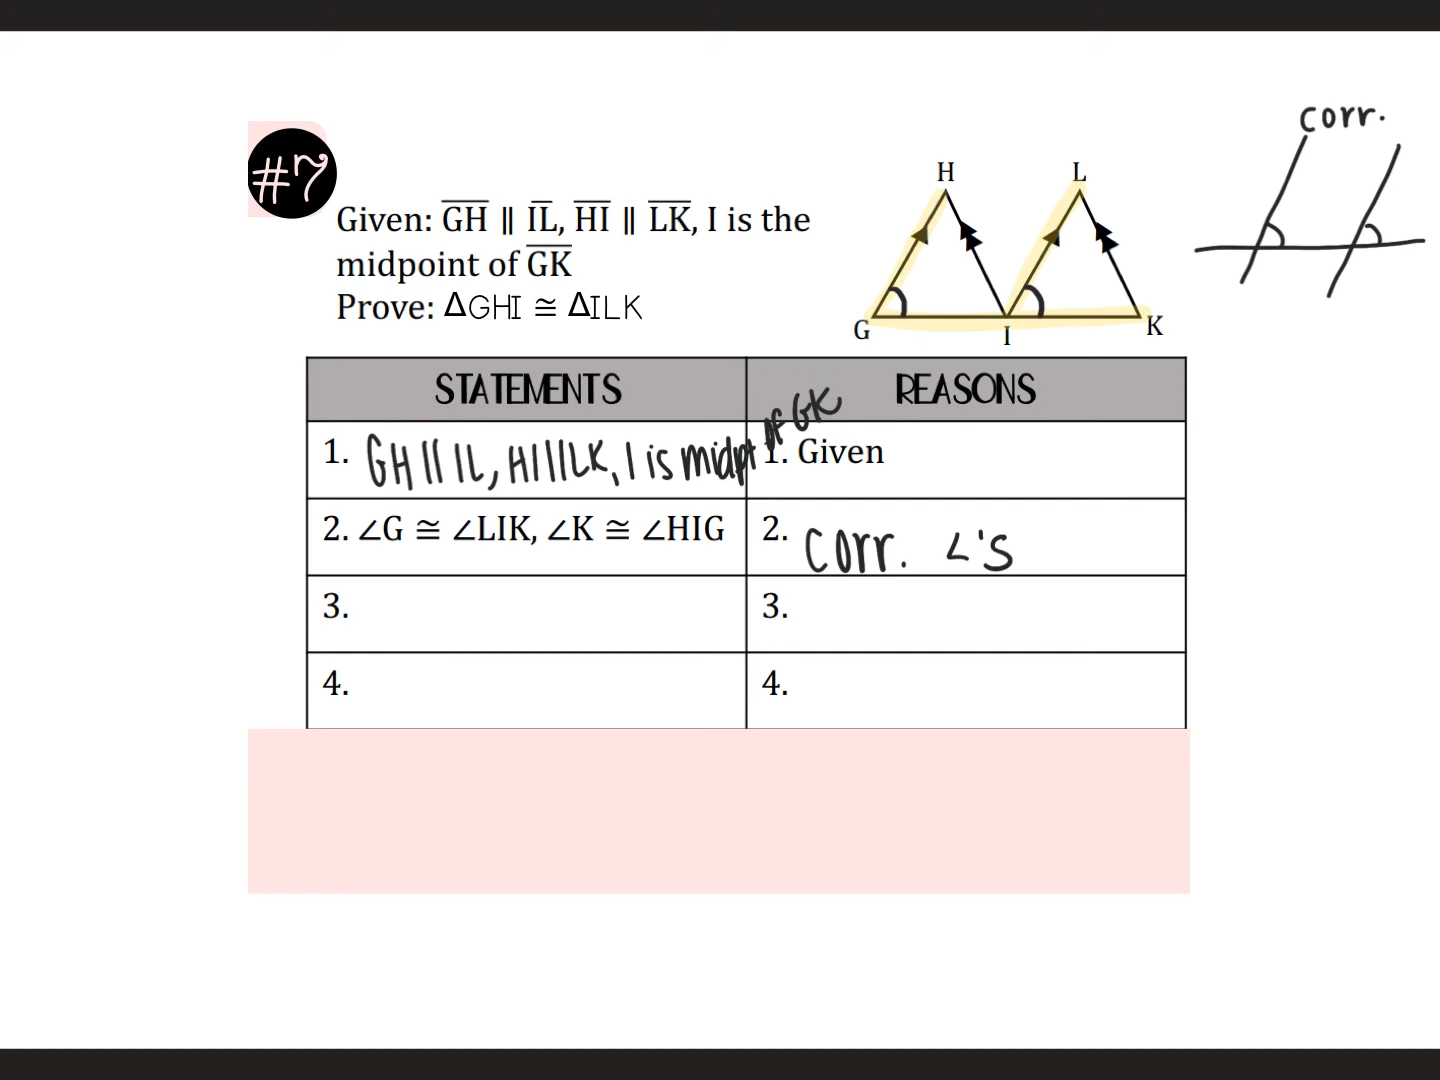 #7
corr.
Given: GH ∥ IL, HI ∥ LK, I is the
midpoint of GK
Prove: ΔGHI ≅ ΔILK
H L
G I K
STATEMENTS REASONS
1. GH || IL, HI || LK, I is midpt of GK 1. Given
2. ∠G ≅ ∠LIK, ∠K ≅ ∠HIG 2. corr. ∠'s
3. 3.
4. 4.